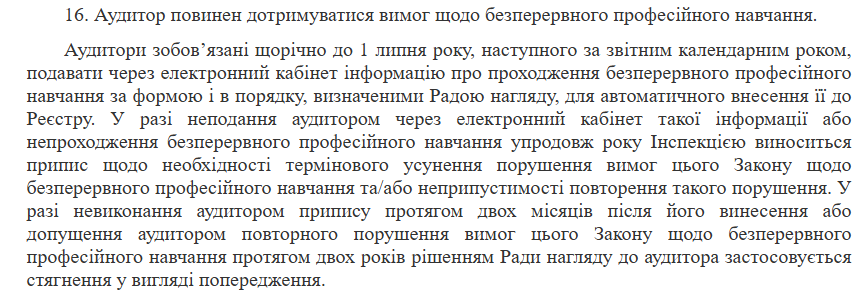 16. Аудитор повинен дотримуватися вимог щодо безперервного професійного навчання.
Аудитори зобов’язані щорічно до 1 липня року, наступного за звітним календарним роком,
подавати через електронний кабінет інформацію про проходження безперервного професійного
навчання за формою і в порядку, визначеними Радою нагляду, для автоматичного внесення її до
Реєстру. У разі неподання аудитором через електронний кабінет такої інформації або
непроходження безперервного професійного навчання упродовж року Інспекцією виноситься
припис щодо необхідності термінового усунення порушення вимог цього Закону щодо
безперервного професійного навчання та/або неприпустимості повторення такого порушення. У
разі невиконання аудитором припису протягом двох місяців після його винесення або
допущення аудитором повторного порушення вимог цього Закону щодо безперервного
професійного навчання протягом двох років рішенням Ради нагляду до аудитора застосовується
стягнення у вигляді попередження.